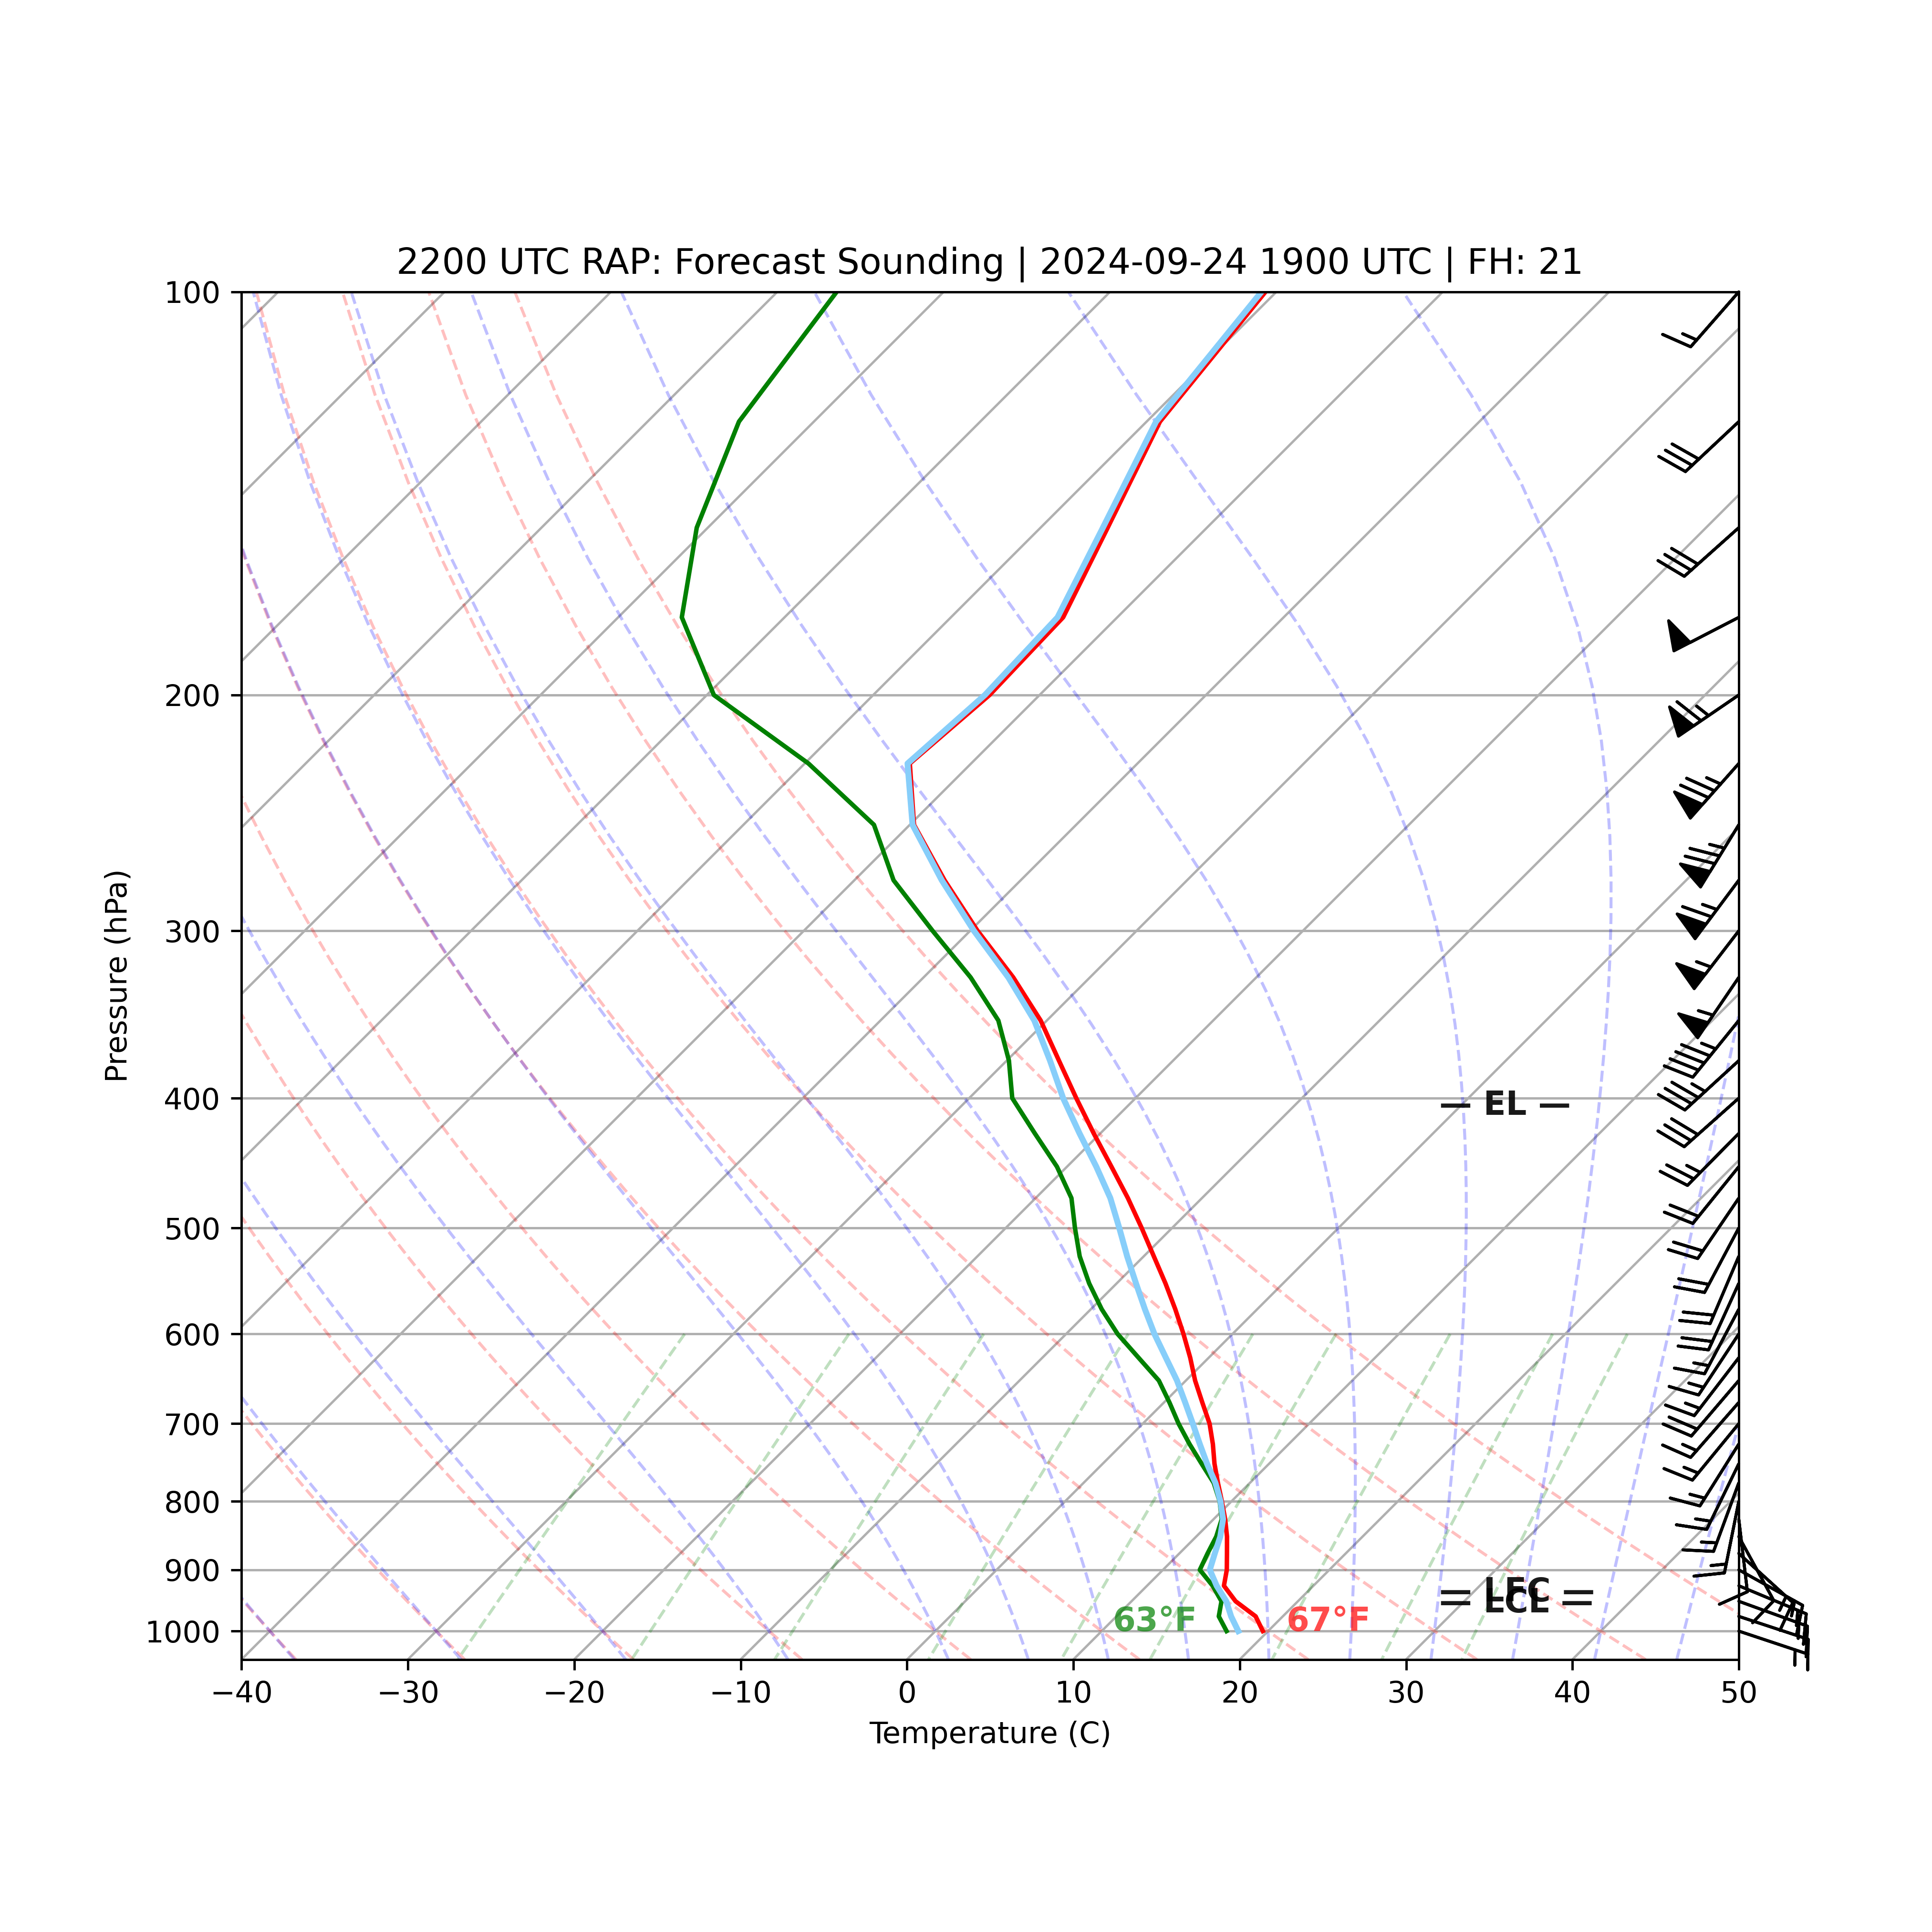 2200 UTC RAP: Forecast Sounding | 2024-09-24 1900 UTC | FH: 21
100
200
300
400
500
600
700
800
900
1000
Pressure (hPa)
— EL —
— LFC —
— LCL —
63°F
67°F
−40 −30 −20 −10 0 10 20 30 40 50
Temperature (C)